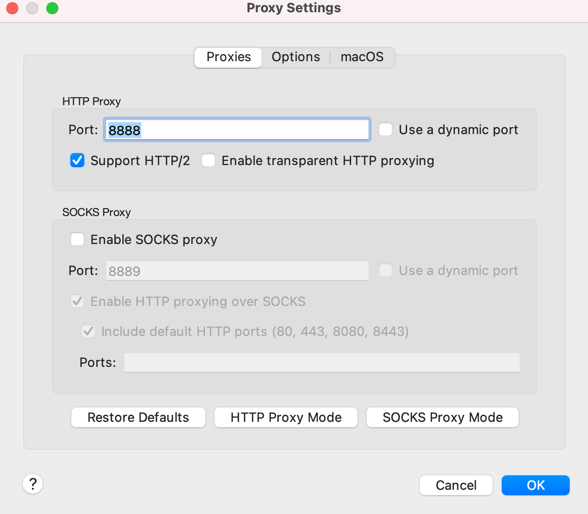 Proxy Settings
Proxies Options macOS
HTTP Proxy
Port: 8888 Use a dynamic port
Support HTTP/2 Enable transparent HTTP proxying
SOCKS Proxy
Enable SOCKS proxy
Port: 8889 Use a dynamic port
Enable HTTP proxying over SOCKS
Include default HTTP ports (80, 443, 8080, 8443)
Ports:
Restore Defaults HTTP Proxy Mode SOCKS Proxy Mode
? Cancel OK